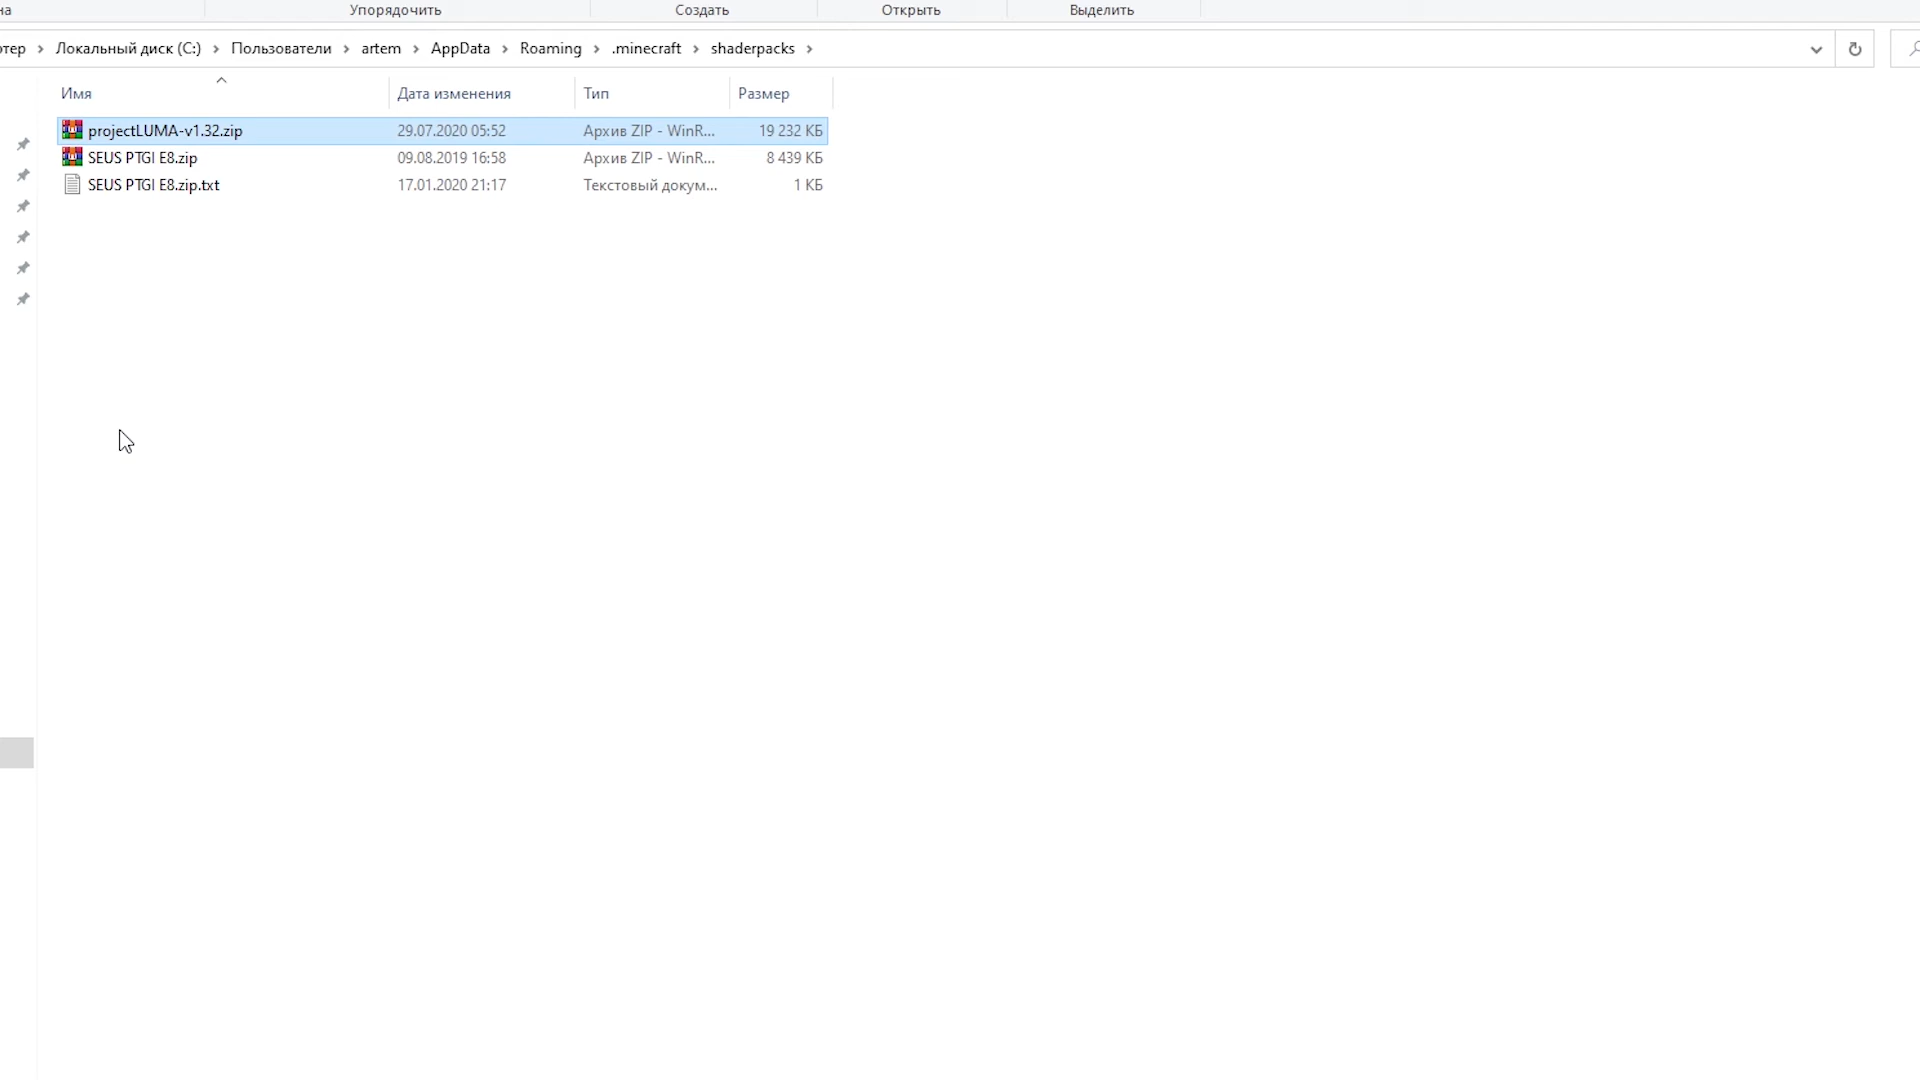 на Упорядочить Создать Открыть Выделить
ютер › Локальный диск (C:) › Пользователи › artem › AppData › Roaming › .minecraft › shaderpacks ›
Имя Дата изменения Тип Размер
projectLUMA-v1.32.zip 29.07.2020 05:52 Архив ZIP - WinR... 19 232 КБ
SEUS PTGI E8.zip 09.08.2019 16:58 Архив ZIP - WinR... 8 439 КБ
SEUS PTGI E8.zip.txt 17.01.2020 21:17 Текстовый докум... 1 КБ